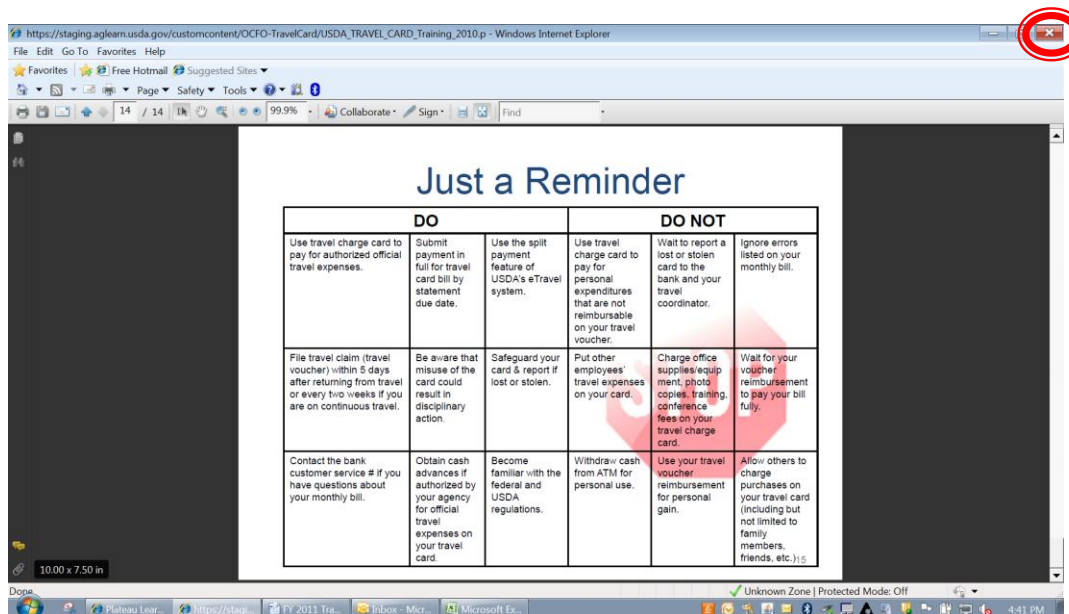 https://staging.aglearn.usda.gov/customcontent/OCFO-TravelCard/USDA_TRAVEL_CARD_Training_2010.p - Windows Internet Explorer
File Edit Go To Favorites Help
Favorites Free Hotmail Suggested Sites
Page Safety Tools
14 / 14 99.9% Collaborate Sign Find
Just a Reminder
DO
DO NOT
Use travel charge card to
pay for authorized official
travel expenses.
Submit
payment in
full for travel
card bill by
statement
due date.
Use the split
payment
feature of
USDA's eTravel
system.
Use travel
charge card to
pay for
personal
expenditures
that are not
reimbursable
on your travel
voucher.
Wait to report a
lost or stolen
card to the
bank and your
travel
coordinator.
Ignore errors
listed on your
monthly bill.
File travel claim (travel
voucher) within 5 days
after returning from travel
or every two weeks if you
are on continuous travel.
Be aware that
misuse of the
card could
result in
disciplinary
action.
Safeguard your
card & report if
lost or stolen.
Put other
employees'
travel expenses
on your card.
Charge office
supplies/equip
ment, photo
copies, training,
conference
fees on your
travel charge
card.
Wait for your
voucher
reimbursement
to pay your bill
fully.
STOP
Contact the bank
customer service # if you
have questions about
your monthly bill.
Obtain cash
advances if
authorized by
your agency
for official
travel
expenses on
your travel
card.
Become
familiar with the
federal and
USDA
regulations.
Withdraw cash
from ATM for
personal use.
Use your travel
voucher
reimbursement
for personal
gain.
Allow others to
charge
purchases on
your travel card
(including but
not limited to
family
members,
friends, etc.)
15
10.00 x 7.50 in
Done
Unknown Zone | Protected Mode: Off
Plateau Lear... https://stagi... FY 2011 Tra... Inbox - Micr... Microsoft Ex... 4:41 PM